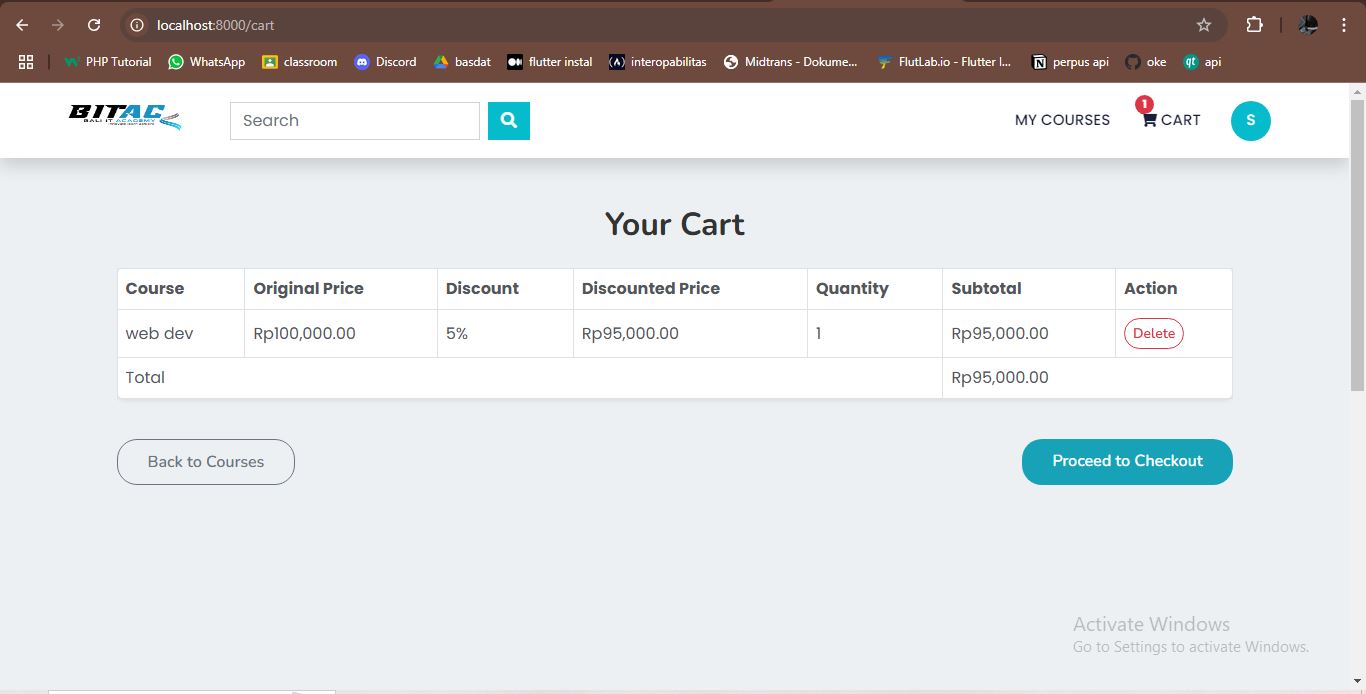 localhost:8000/cart
PHP Tutorial WhatsApp classroom Discord basdat flutter instal interopabilitas Midtrans - Dokume... FlutLab.io - Flutter I... perpus api oke qt api
BITAC
BALI IT ACADEMY
Search
MY COURSES 1 CART S
Your Cart
Course Original Price Discount Discounted Price Quantity Subtotal Action
web dev Rp100,000.00 5% Rp95,000.00 1 Rp95,000.00 Delete
Total Rp95,000.00
Back to Courses Proceed to Checkout
Activate Windows
Go to Settings to activate Windows.